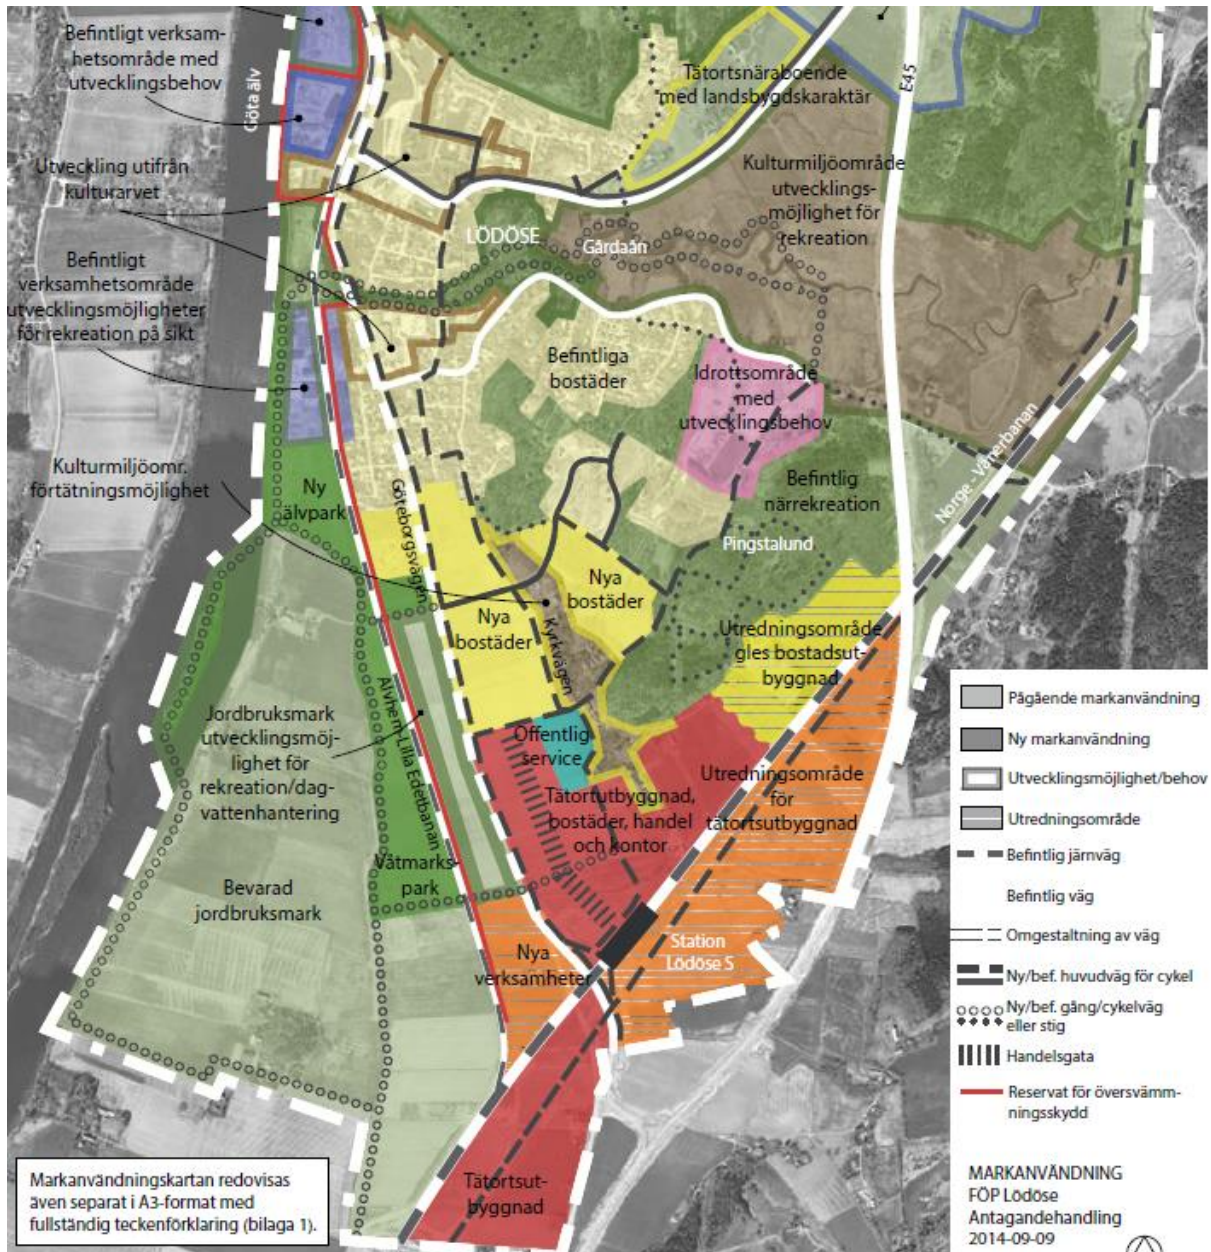 Befintligt verksam-
hetsområde med
utvecklingsbehov
Göta älv
Tätortsnäraboende
med landsbygdskaraktär
E45
Utveckling utifrån
kulturarvet
Kulturmiljöområde
utvecklings-
möjlighet för
rekreation
LÖDÖSE
Gårdaån
Befintligt
verksamhetsområde
utvecklingsmöjligheter
för rekreation på sikt
Befintliga
bostäder
Idrottsområde
med
utvecklingsbehov
Norge - Vänerbanan
Kulturmiljöomr.
förtätningsmöjlighet
Ny
älvpark
Göteborgsvägen
Befintlig
närrekreation
Pingstalund
Nya
bostäder
Nya
bostäder
Kyrkvägen
Utredningsområde
gles bostadsut-
byggnad
Jordbruksmark
utvecklingsmöj-
lighet för
rekreation/dag-
vattenhantering
Älvhem-Lilla Edetbanan
Offentlig
service
Tätortutbyggnad,
bostäder, handel
och kontor
Utredningsområde
för
tätortsutbyggnad
Våtmarks-
park
Bevarad
jordbruksmark
Nya
verksamheter
Station
Lödöse S
Tätortsut-
byggnad
Pågående markanvändning
Ny markanvändning
Utvecklingsmöjlighet/behov
Utredningsområde
Befintlig järnväg
Befintlig väg
Omgestaltning av väg
Ny/bef. huvudväg för cykel
Ny/bef. gång/cykelväg
eller stig
Handelsgata
Reservat för översvämm-
ningsskydd
Markanvändningskartan redovisas
även separat i A3-format med
fullständig teckenförklaring (bilaga 1).
MARKANVÄNDNING
FÖP Lödöse
Antagandehandling
2014-09-09